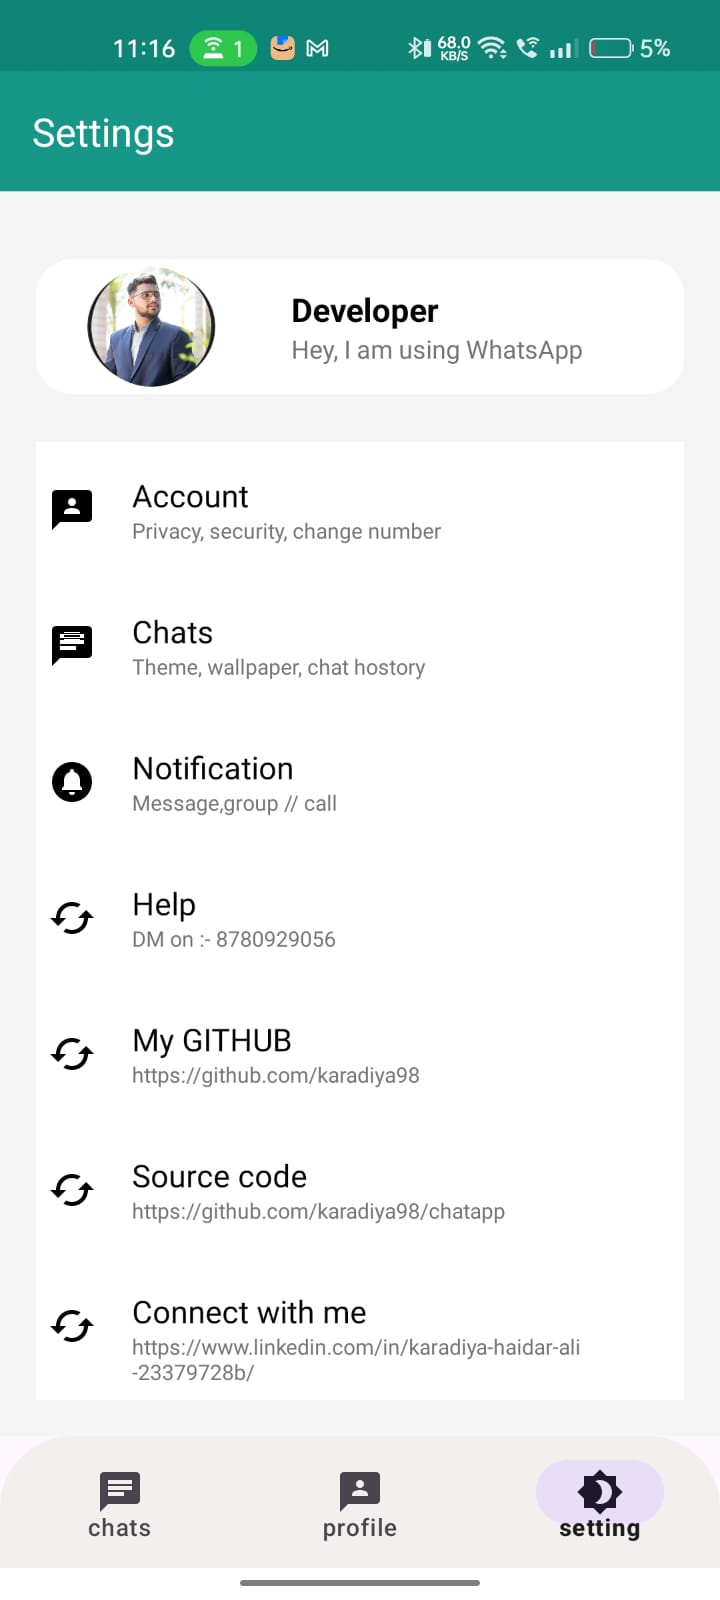 11:16 1 68.0 KB/S 5%
Settings
Developer
Hey, I am using WhatsApp
Account
Privacy, security, change number
Chats
Theme, wallpaper, chat hostory
Notification
Message,group // call
Help
DM on :- 8780929056
My GITHUB
https://github.com/karadiya98
Source code
https://github.com/karadiya98/chatapp
Connect with me
https://www.linkedin.com/in/karadiya-haidar-ali
-23379728b/
chats profile setting